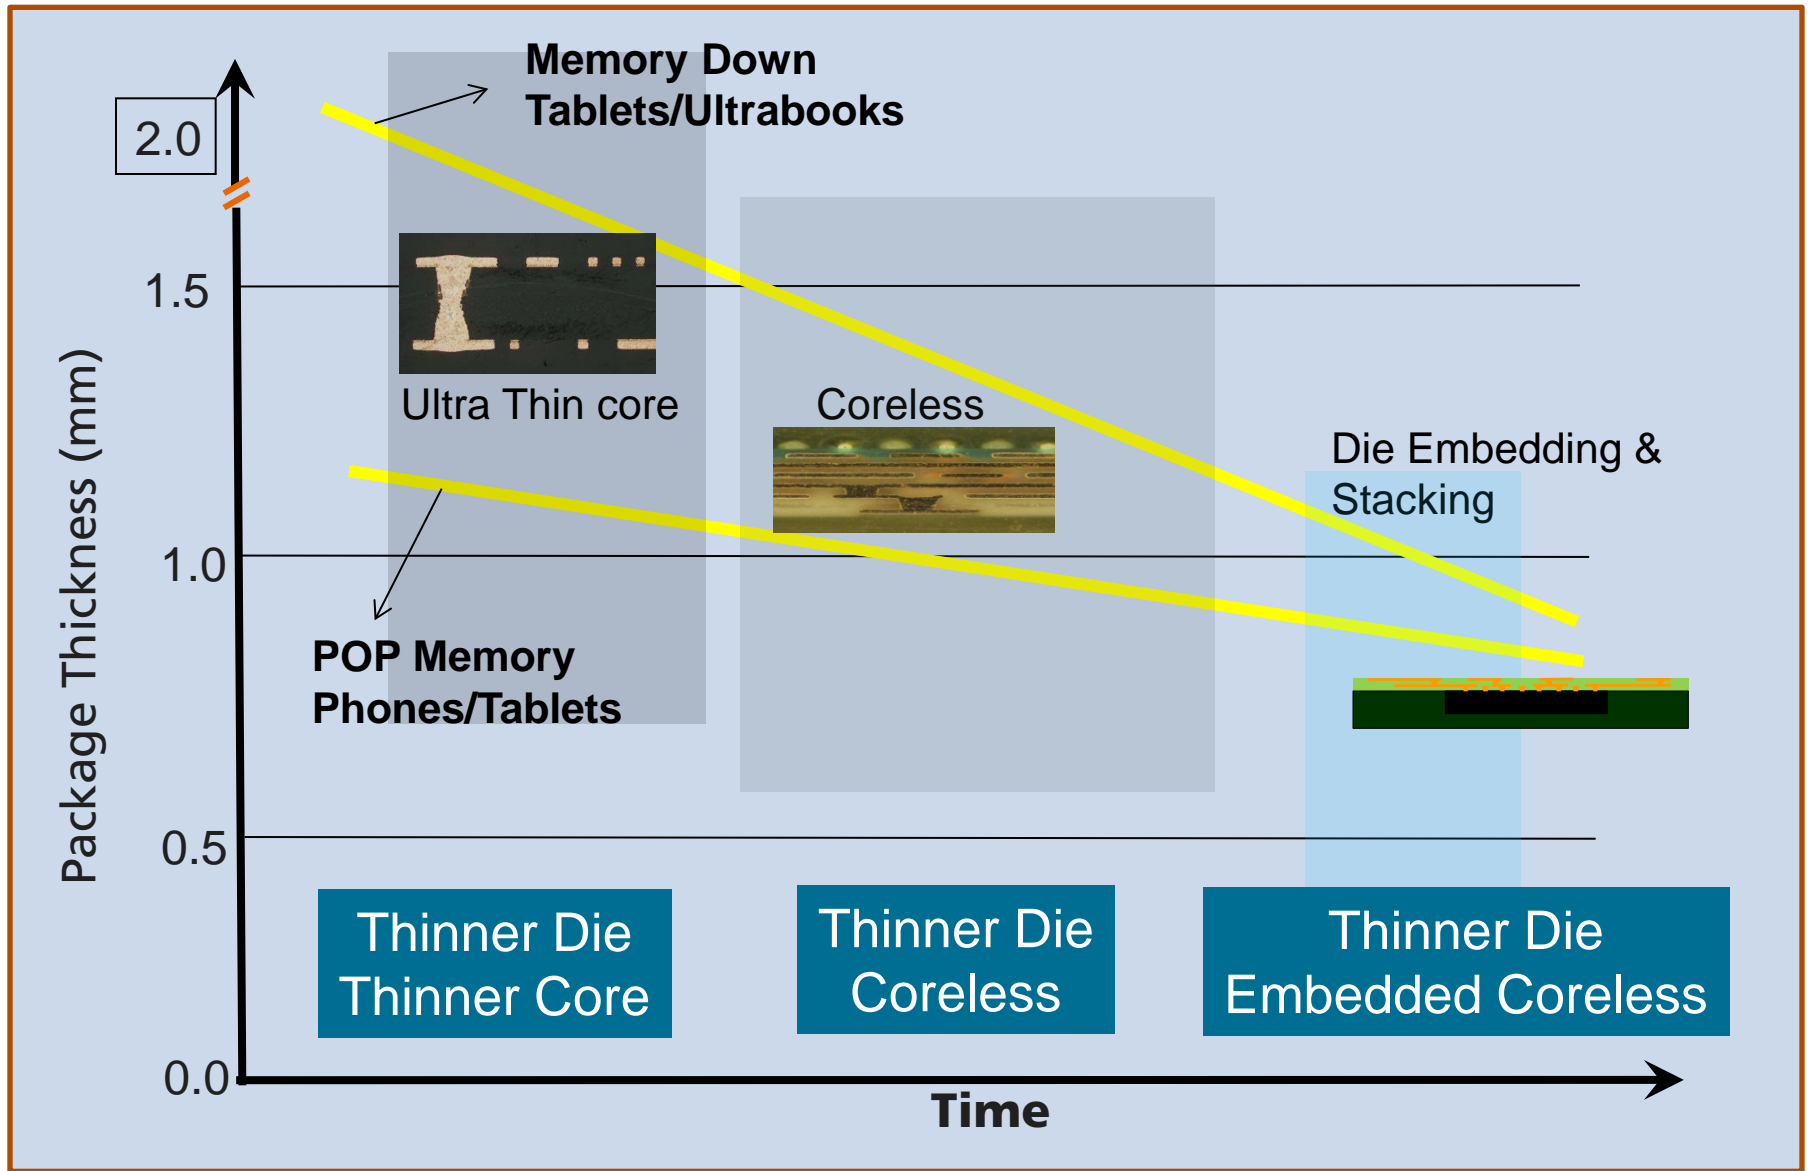 Memory Down
Tablets/Ultrabooks
2.0
1.5
Ultra Thin core
Coreless
Die Embedding &
Stacking
1.0
POP Memory
Phones/Tablets
Package Thickness (mm)
0.5
Thinner Die
Thinner Core
Thinner Die
Coreless
Thinner Die
Embedded Coreless
0.0
Time